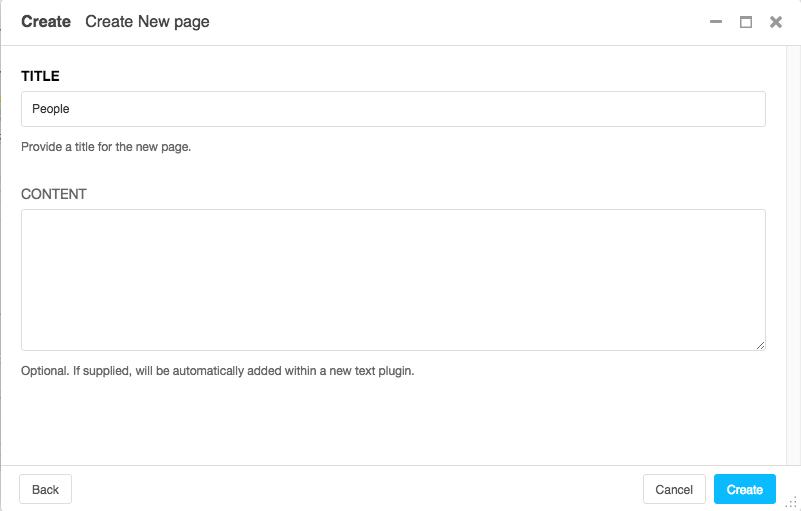 Create Create New page
TITLE
People
Provide a title for the new page.
CONTENT
Optional. If supplied, will be automatically added within a new text plugin.
Back Cancel Create